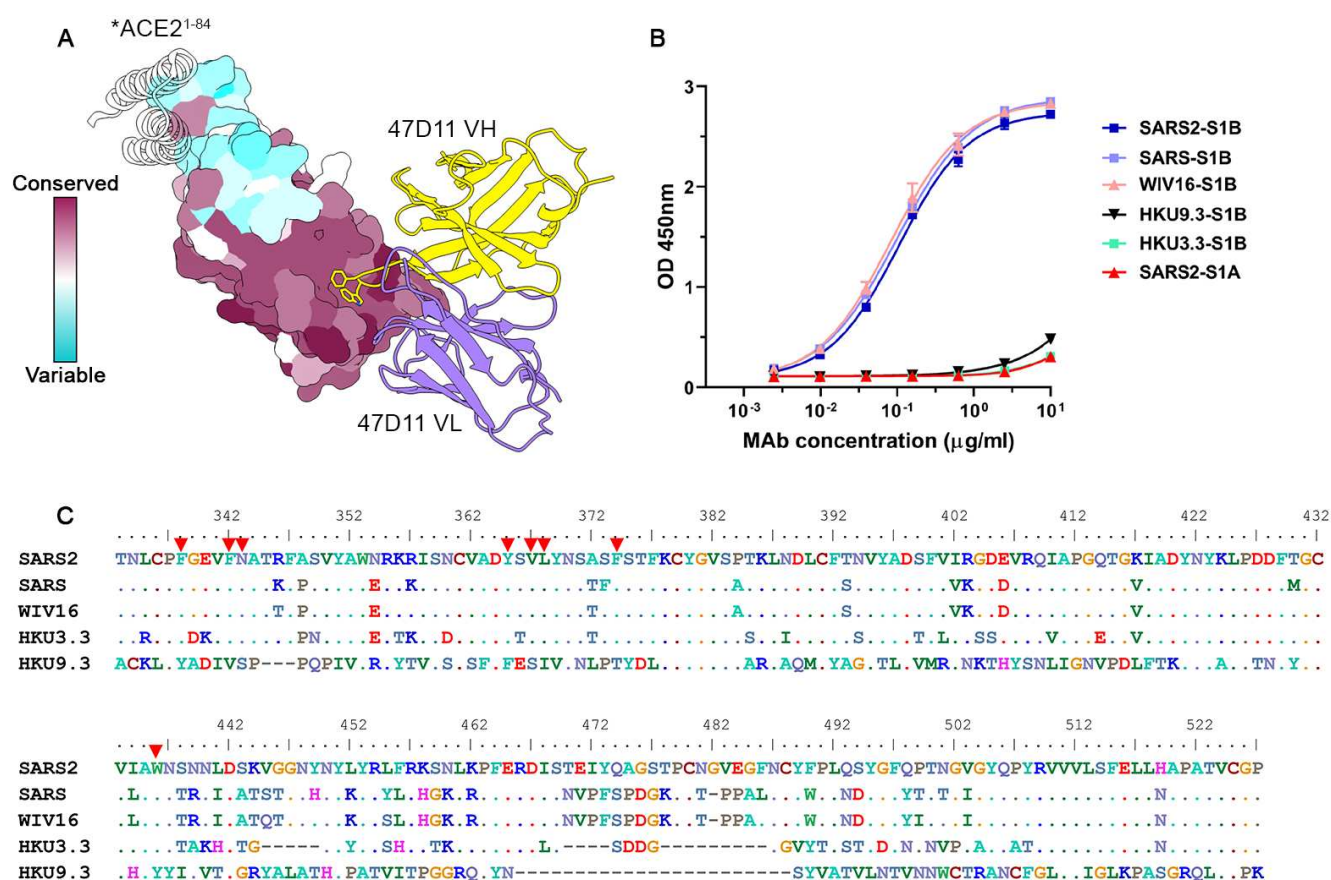 A
*ACE2¹⁻⁸⁴
47D11 VH
Conserved
Variable
47D11 VL
B
3
2
1
0
OD 450nm
10⁻³ 10⁻² 10⁻¹ 10⁰ 10¹
MAb concentration (μg/ml)
SARS2-S1B
SARS-S1B
WIV16-S1B
HKU9.3-S1B
HKU3.3-S1B
SARS2-S1A
C
342 352 362 372 382 392 402 412 422 432
SARS2 TNLCPFGEVFNATRFASVYAWNRKRISNCVADYSVLYNSASFSTFKCYGVSPTKLNDLCFTNVYADSFVIRGDEVRQIAPGQTGKIADYNYKLPDDFTGC
SARS .............K.P.....E..K..............TF..........A........S........VK..D..........V............M..
WIV16 .............T.P.....E.................T...........A........S........VK..D..........V...............
HKU3.3 ..R...DK.......PN....E.TK..D.....T.....T............S..I.....S....T.L..SS....V...E..V...............
HKU9.3 ACKL.YADIVSP---PQPIV.R.YTV.S.SF.FESIV.NLPTYDL......AR.AQM.YAG.TL.VMR.NKTHYSNLIGNVPDLFTK...A..TN.Y..
442 452 462 472 482 492 502 512 522
SARS2 VIAWNSNNLDSKVGGNYNYLYRLFRKSNLKPFERDISTEIYQAGSTPCNGVEGFNCYFPLQSYGFQPTNGVGYQPYRVVVLSFELLHAPATVCGP
SARS .L...TR.I.ATST..H..K..YL.HGK.R.......NVPFSPDGK.T-PPAL....W..ND...YT.T.I...............N........
WIV16 .L...TR.I.ATQT.....K..SL.HGK.R.......NVPFSPDGK.T-PPA.....W..ND...YI...I...............N........
HKU3.3 .....TAKH.TG-----..Y..SH..TK.......L.----SDDG----------GVYT.ST.D.N.NVP.A..AT...................
HKU9.3 .H.YYI.VT.GRYALATH.PATVITPGGRQ.YN-----------------------SYVATVLNTVNNWCTRANCFGL..IGLKPASGRQL..PK